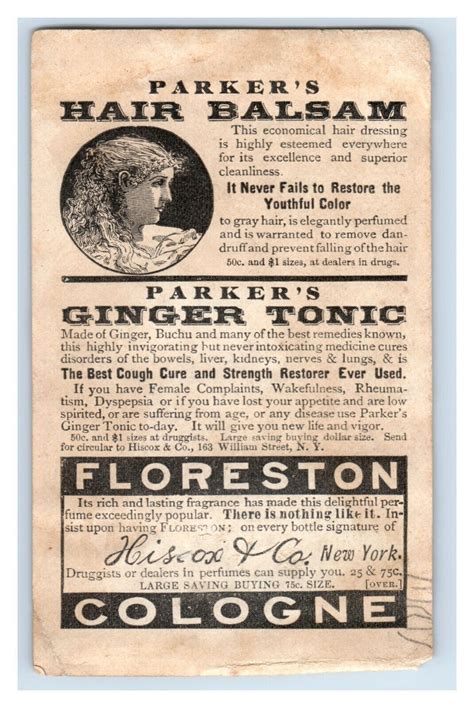 PARKER'S
HAIR BALSAM
This economical hair dressing
is highly esteemed everywhere
for its excellence and superior
cleanliness.
It Never Fails to Restore the
Youthful Color
to gray hair, is elegantly perfumed
and is warranted to remove dan-
druff and prevent falling of the hair
50c. and $1 sizes, at dealers in drugs.
PARKER'S
GINGER TONIC
Made of Ginger, Buchu and many of the best remedies known,
this highly invigorating but never intoxicating medicine cures
disorders of the bowels, liver, kidneys, nerves & lungs, & is
The Best Cough Cure and Strength Restorer Ever Used.
If you have Female Complaints, Wakefulness, Rheuma-
tism, Dyspepsia or if you have lost your appetite and are low
spirited, or are suffering from age, or any disease use Parker's
Ginger Tonic to-day. It will give you new life and vigor.
50c. and $1 sizes at druggists. Large saving buying dollar size. Send
for circular to Hiscox & Co., 163 William Street, N. Y.
FLORESTON
Its rich and lasting fragrance has made this delightful per-
fume exceedingly popular. There is nothing like it. In-
sist upon having FLORESTON; on every bottle signature of
Hiscox & Co. New York.
Druggists or dealers in perfumes can supply you. 25 & 75c.
LARGE SAVING BUYING 75c. SIZE. [OVER.]
COLOGNE